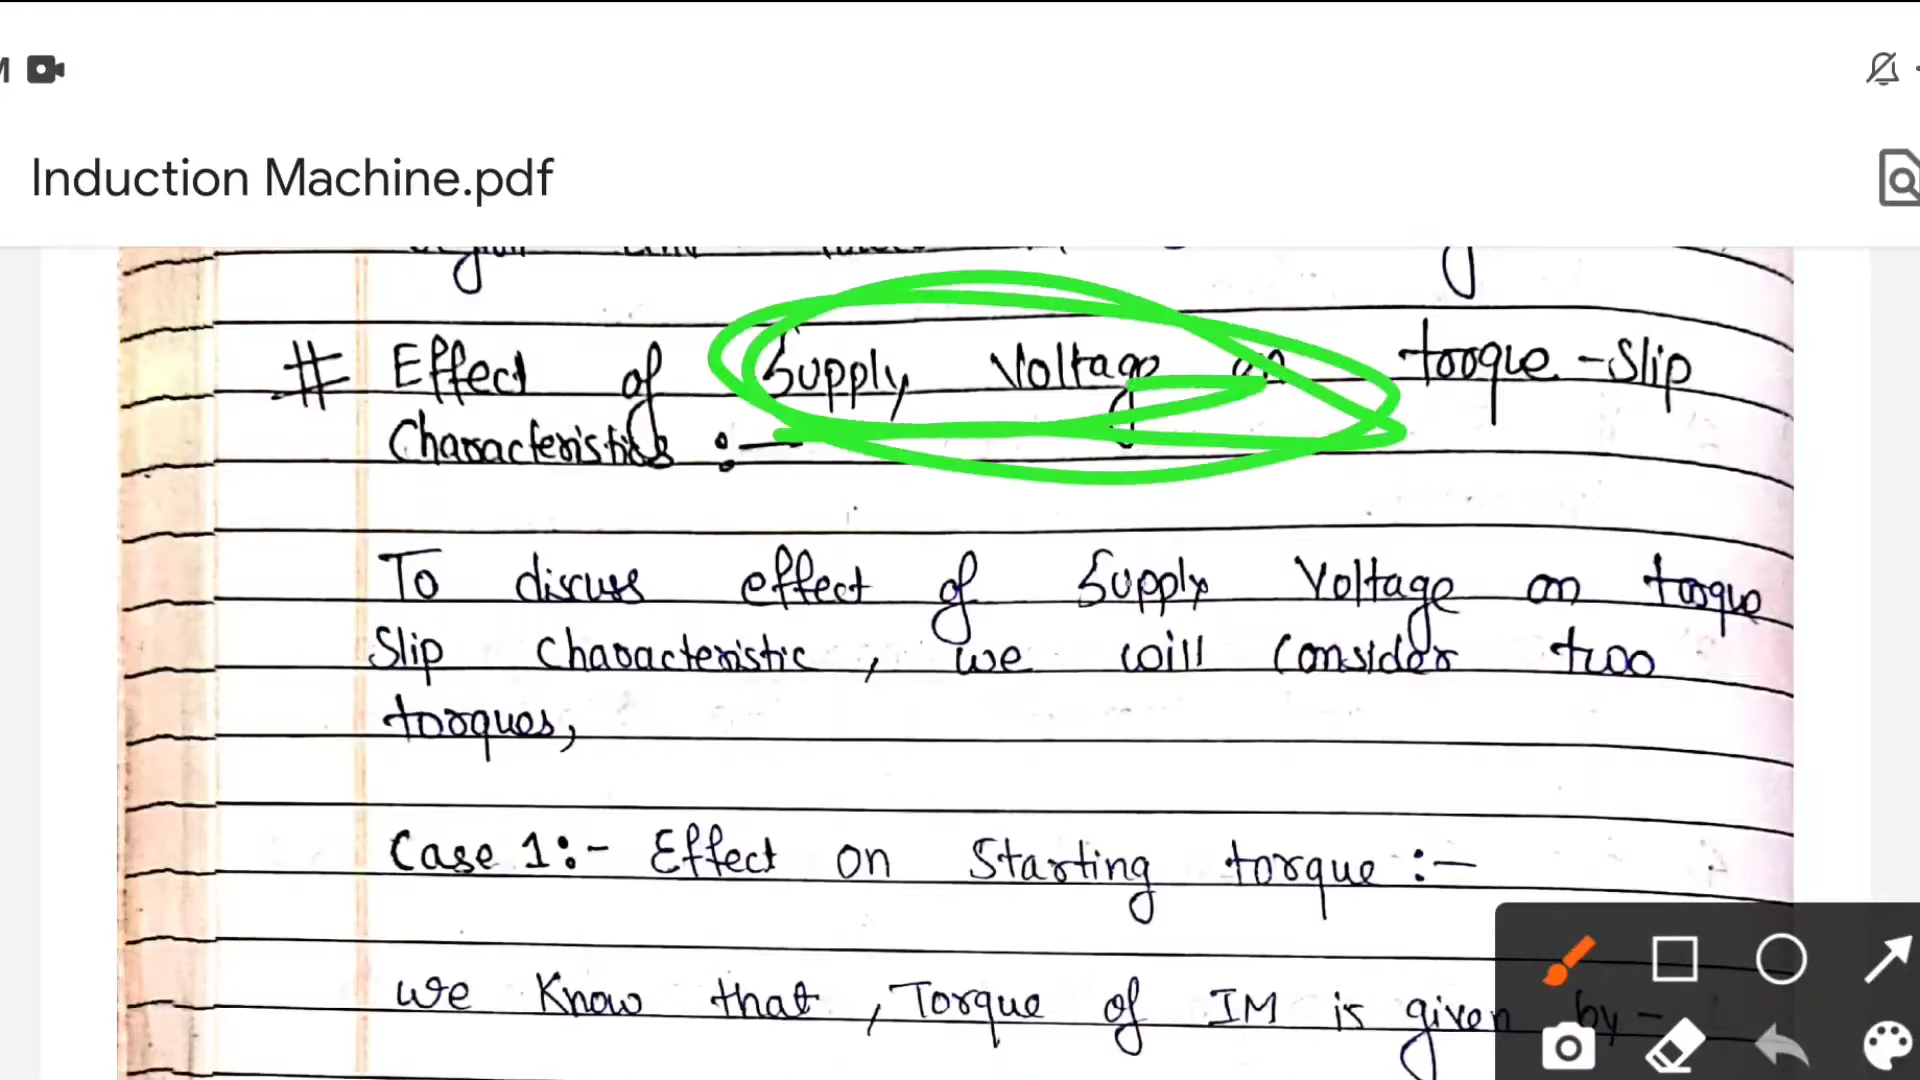 M
Induction Machine.pdf
# Effect of Supply Voltage on torque-Slip
Characteristics :-
To discuss effect of Supply Voltage on torque
Slip characteristic, we will consider two
torques,
Case 1:- Effect on Starting torque :-
we know that, Torque of IM is given by -